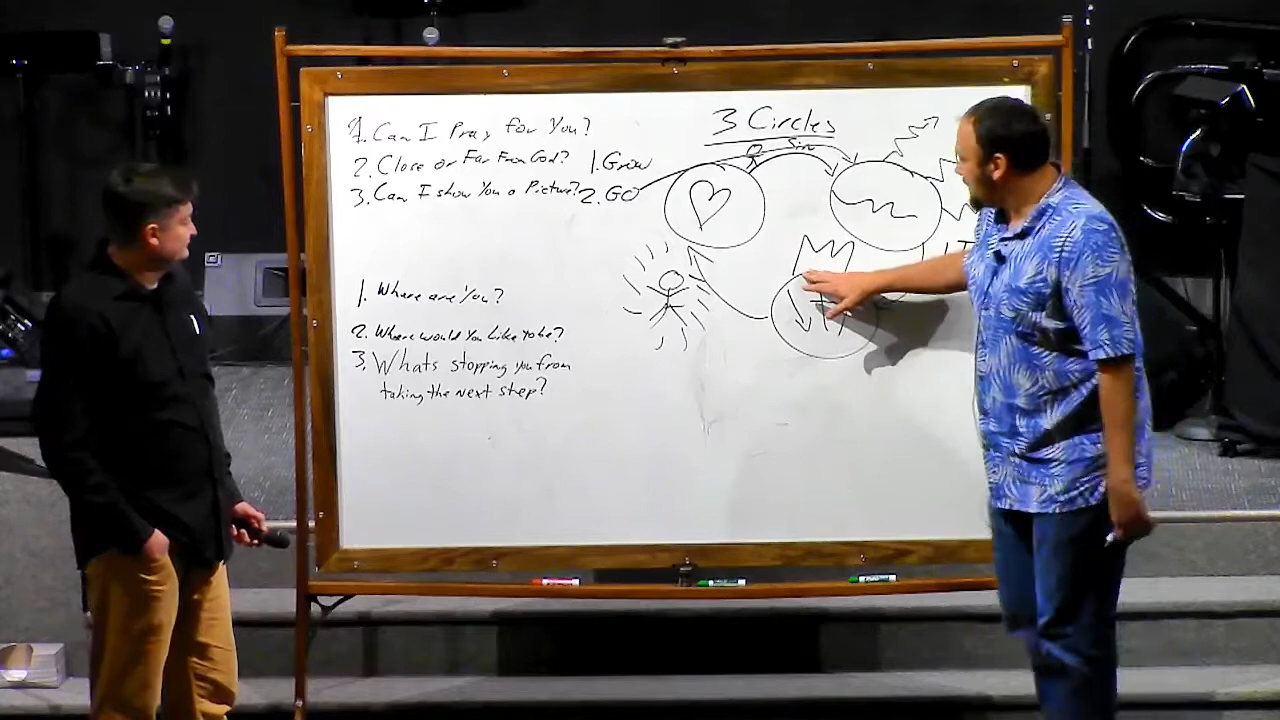 1. Can I Pray for You?
2. Close or Far From God?
3. Can I show You a Picture?
1. Grow
2. GO
3 Circles
Sin
1. Where are You?
2. Where would You Like to be?
3. Whats stopping you from
taking the next step?